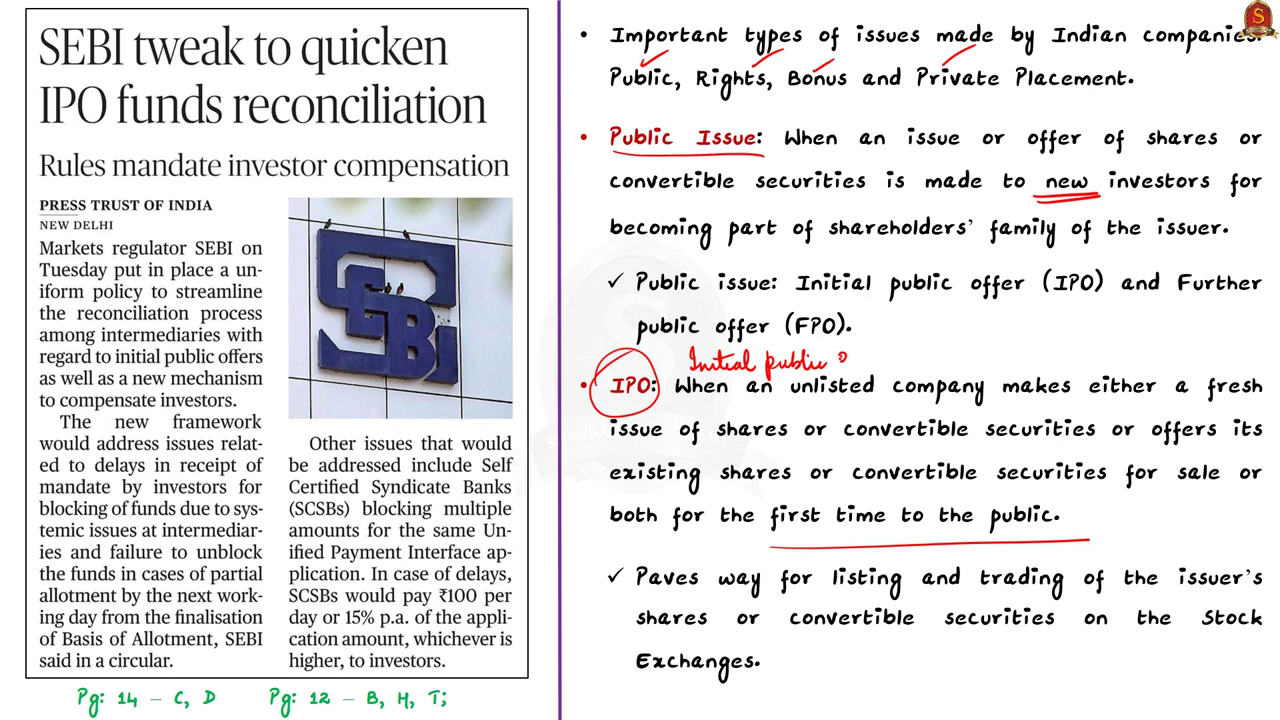 SEBI tweak to quicken
IPO funds reconciliation
Rules mandate investor compensation
PRESS TRUST OF INDIA
NEW DELHI
Markets regulator SEBI on
Tuesday put in place a un-
iform policy to streamline
the reconciliation process
among intermediaries with
regard to initial public offers
as well as a new mechanism
to compensate investors.
The new framework
would address issues relat-
ed to delays in receipt of
mandate by investors for
blocking of funds due to sys-
temic issues at intermediar-
ies and failure to unblock
the funds in cases of partial
allotment by the next work-
ing day from the finalisation
of Basis of Allotment, SEBI
said in a circular.
SEBI
Other issues that would
be addressed include Self
Certified Syndicate Banks
(SCSBs) blocking multiple
amounts for the same Un-
ified Payment Interface ap-
plication. In case of delays,
SCSBs would pay ₹100 per
day or 15% p.a. of the appli-
cation amount, whichever is
higher, to investors.
Pg: 14 – C, D Pg: 12 – B, H, T;
• Important types of issues made by Indian companies:
Public, Rights, Bonus and Private Placement.
• Public Issue: When an issue or offer of shares or
convertible securities is made to new investors for
becoming part of shareholders' family of the issuer.
✓ Public issue: Initial public offer (IPO) and Further
public offer (FPO).
Initial public o
• IPO: When an unlisted company makes either a fresh
issue of shares or convertible securities or offers its
existing shares or convertible securities for sale or
both for the first time to the public.
✓ Paves way for listing and trading of the issuer's
shares or convertible securities on the Stock
Exchanges.